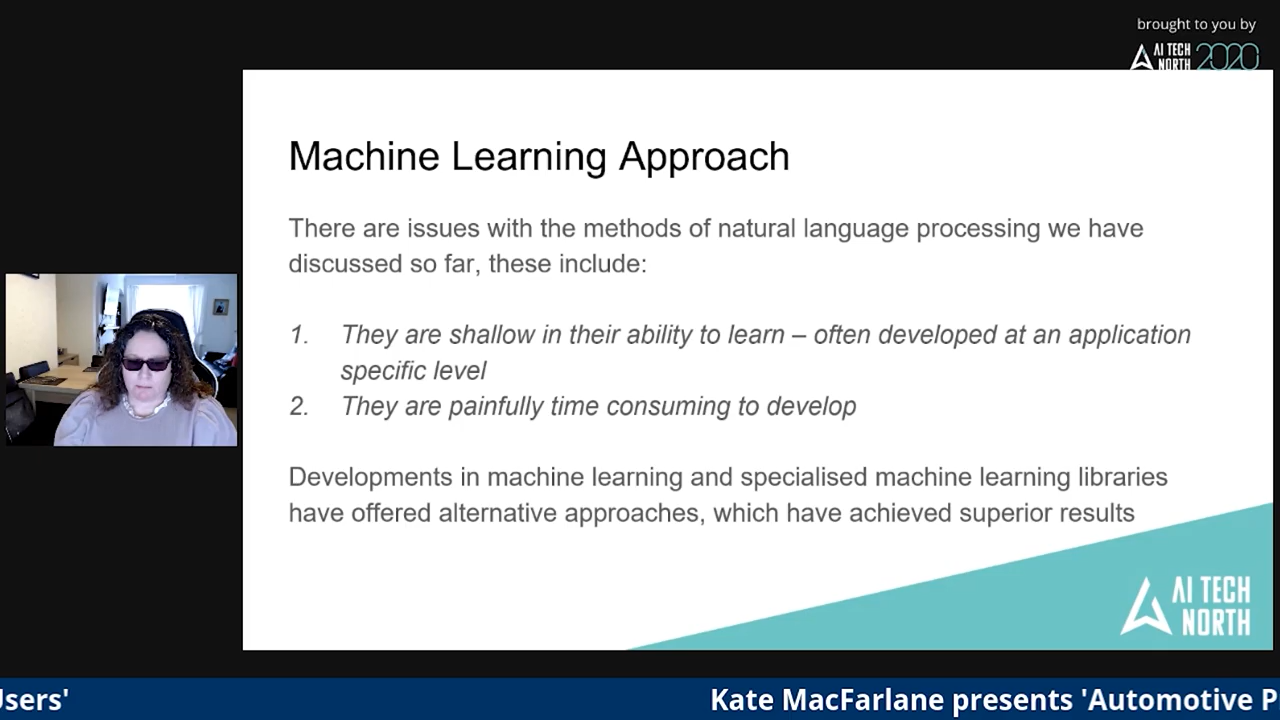 brought to you by
AI TECH
NORTH 2020
Machine Learning Approach
There are issues with the methods of natural language processing we have
discussed so far, these include:
1. They are shallow in their ability to learn – often developed at an application
specific level
2. They are painfully time consuming to develop
Developments in machine learning and specialised machine learning libraries
have offered alternative approaches, which have achieved superior results
AI TECH
NORTH
Users' Kate MacFarlane presents 'Automotive P